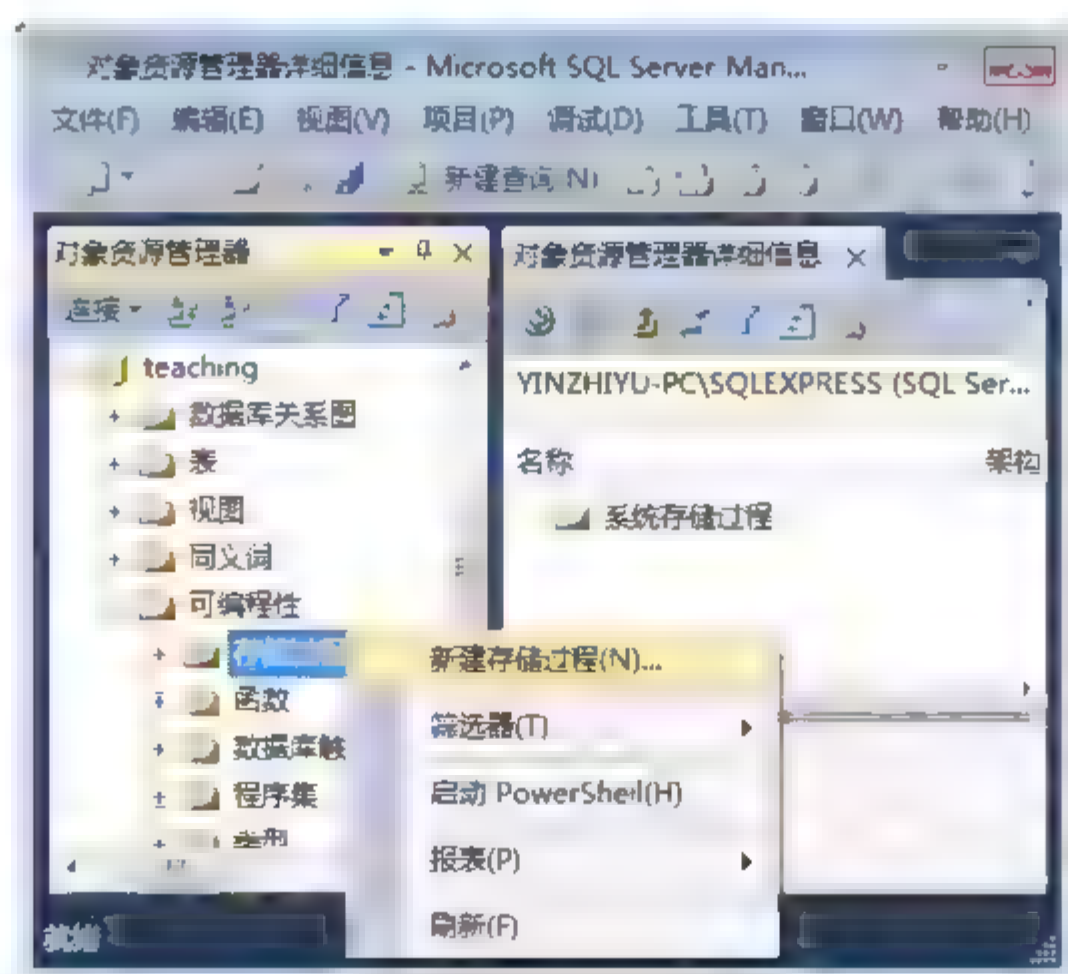 对象资源管理器详细信息 - Microsoft SQL Server Man...
文件(F) 编辑(E) 视图(V) 项目(P) 调试(D) 工具(T) 窗口(W) 帮助(H)
新建查询(N)
对象资源管理器
对象资源管理器详细信息
连接
teaching
YINZHIYU-PC\SQLEXPRESS (SQL Ser...
数据库关系图
表
名称 架构
视图
系统存储过程
同义词
可编程性
新建存储过程(N)...
函数
筛选器(T)
数据库触
程序集
启动 PowerShell(H)
类型
报表(P)
刷新(F)
就绪